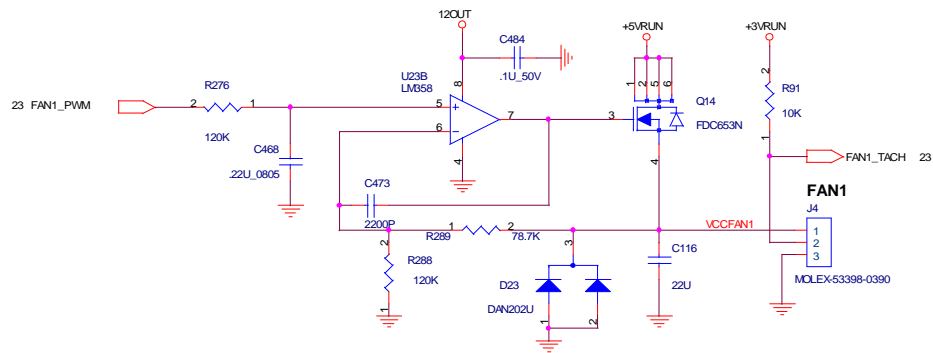 12OUT
+5VRUN
+3VRUN
C484
.1U_50V
U23B
LM358
R276
23 FAN1_PWM
2
1
120K
8
5
+
6
-
7
4
C468
.22U_0805
1
2
5
6
Q14
FDC653N
3
4
2
R91
10K
1
FAN1_TACH 23
FAN1
J4
C473
2200P
1
2
R289
78.7K
VCCFAN1
1
2
3
MOLEX-53398-0390
2
R288
120K
1
3
D23
DAN202U
1
2
C116
22U